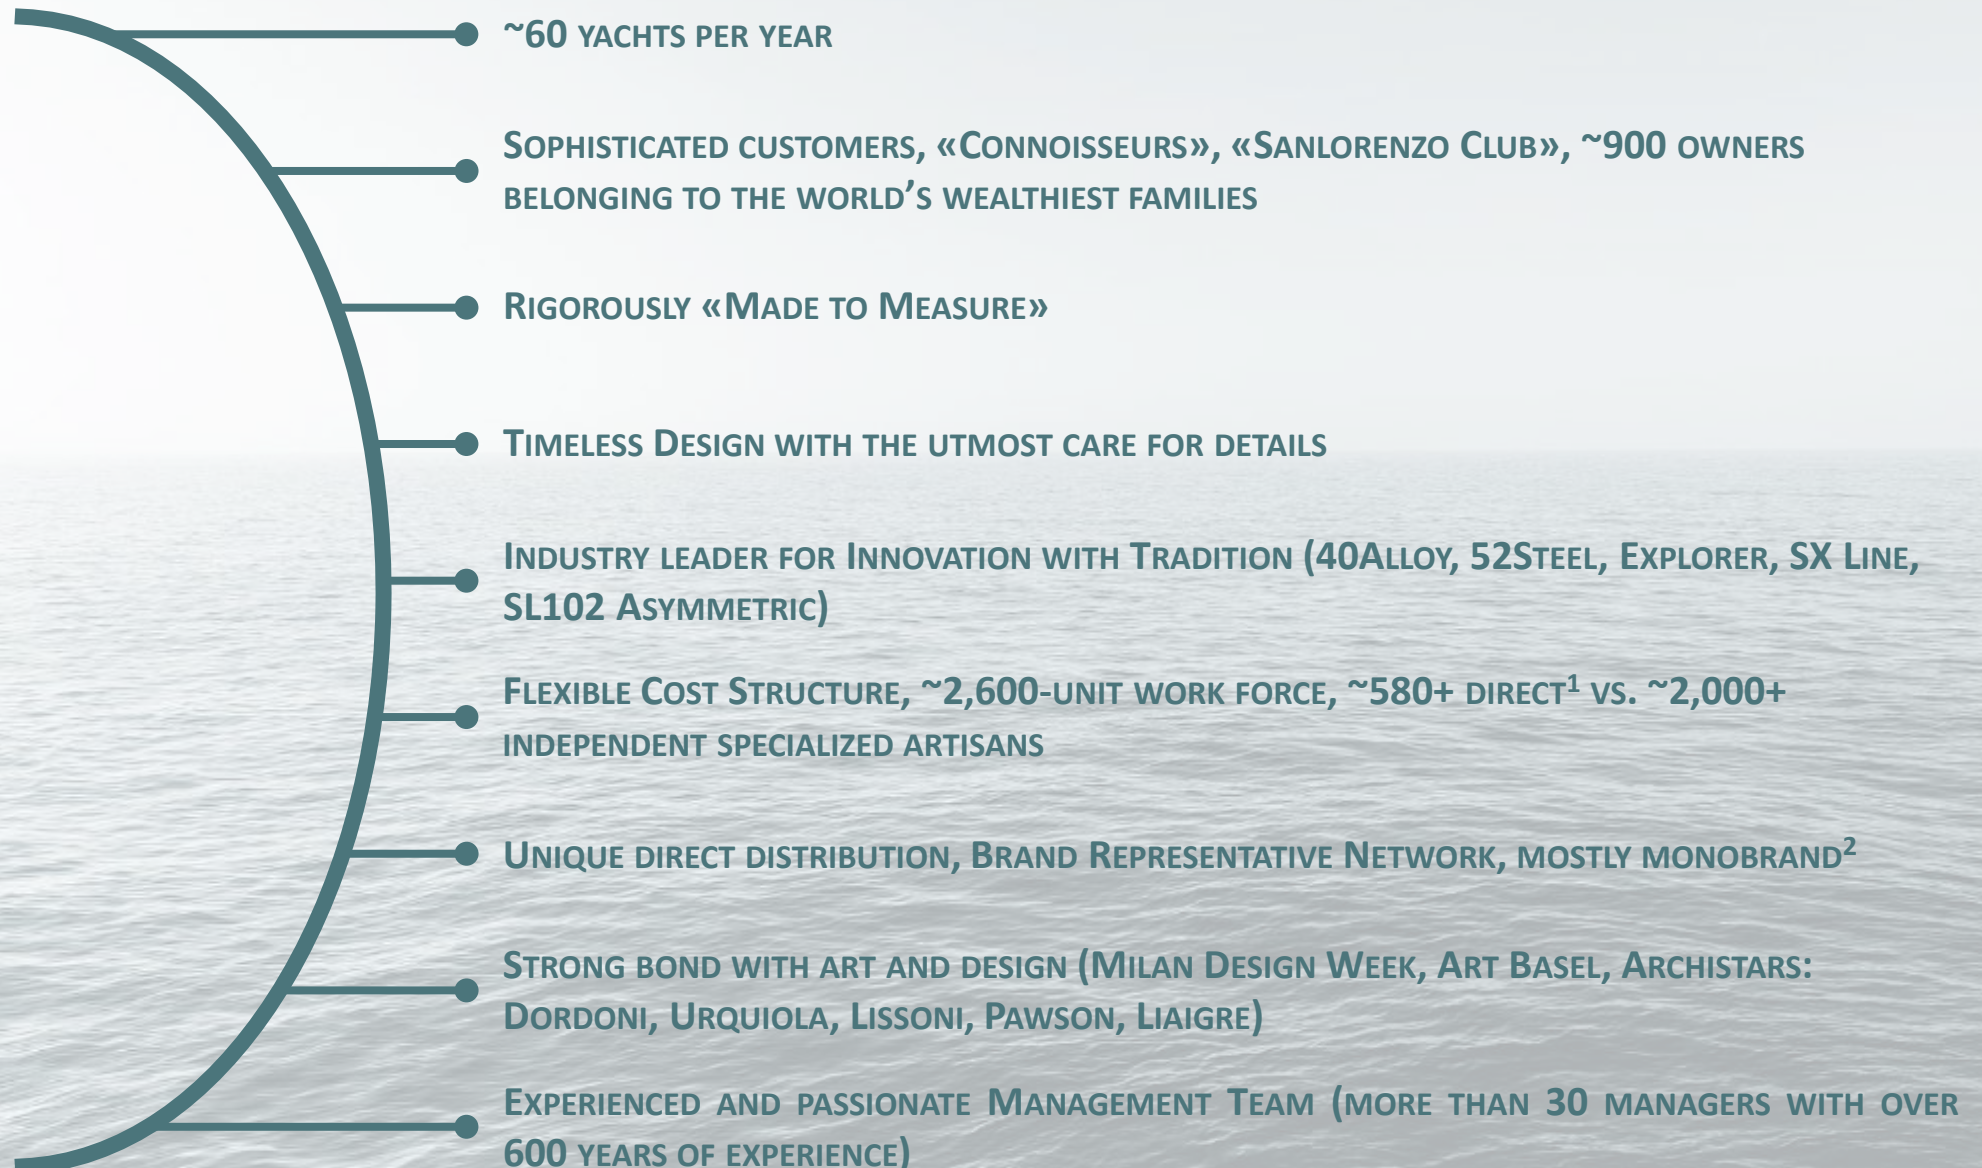 ~60 YACHTS PER YEAR
SOPHISTICATED CUSTOMERS, «CONNOISSEURS», «SANLORENZO CLUB», ~900 OWNERS
BELONGING TO THE WORLD’S WEALTHIEST FAMILIES
RIGOROUSLY «MADE TO MEASURE»
TIMELESS DESIGN WITH THE UTMOST CARE FOR DETAILS
INDUSTRY LEADER FOR INNOVATION WITH TRADITION (40ALLOY, 52STEEL, EXPLORER, SX LINE,
SL102 ASYMMETRIC)
FLEXIBLE COST STRUCTURE, ~2,600-UNIT WORK FORCE, ~580+ DIRECT¹ VS. ~2,000+
INDEPENDENT SPECIALIZED ARTISANS
UNIQUE DIRECT DISTRIBUTION, BRAND REPRESENTATIVE NETWORK, MOSTLY MONOBRAND²
STRONG BOND WITH ART AND DESIGN (MILAN DESIGN WEEK, ART BASEL, ARCHISTARS:
DORDONI, URQUIOLA, LISSONI, PAWSON, LIAIGRE)
EXPERIENCED AND PASSIONATE MANAGEMENT TEAM (MORE THAN 30 MANAGERS WITH OVER
600 YEARS OF EXPERIENCE)